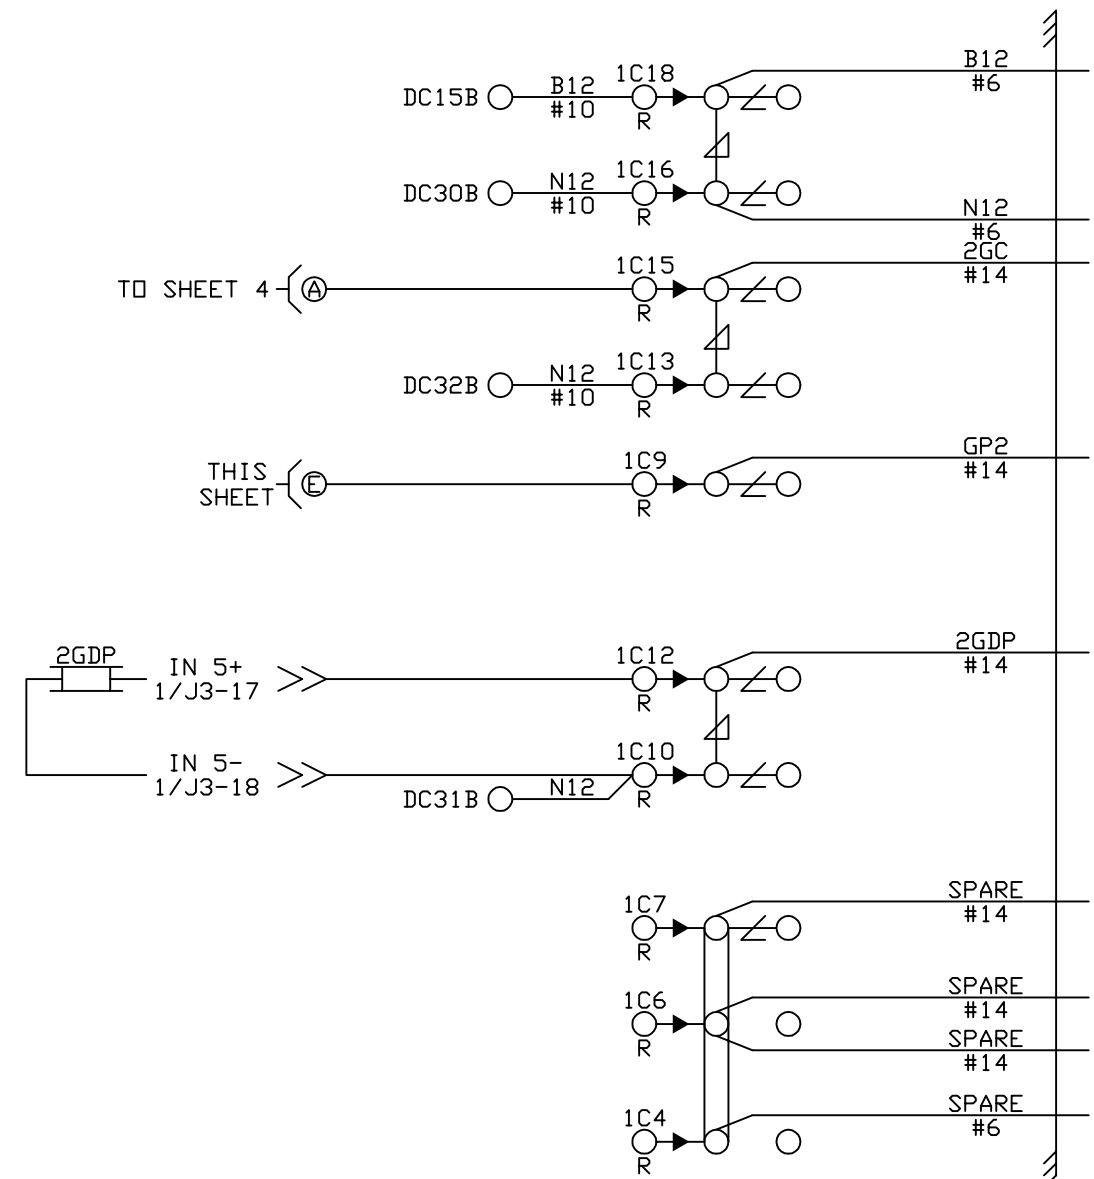 B12
#6
1C18
DC15B
B12
#10
R
1C16
DC30B
N12
#10
R
N12
#6
2GC
#14
1C15
TO SHEET 4
A
R
1C13
DC32B
N12
#10
R
GP2
#14
1C9
THIS
SHEET
E
R
2GDP
#14
2GDP
IN 5+
1/J3-17
1C12
R
IN 5-
1/J3-18
1C10
DC31B
N12
R
SPARE
#14
1C7
R
SPARE
#14
1C6
R
SPARE
#14
SPARE
#6
1C4
R